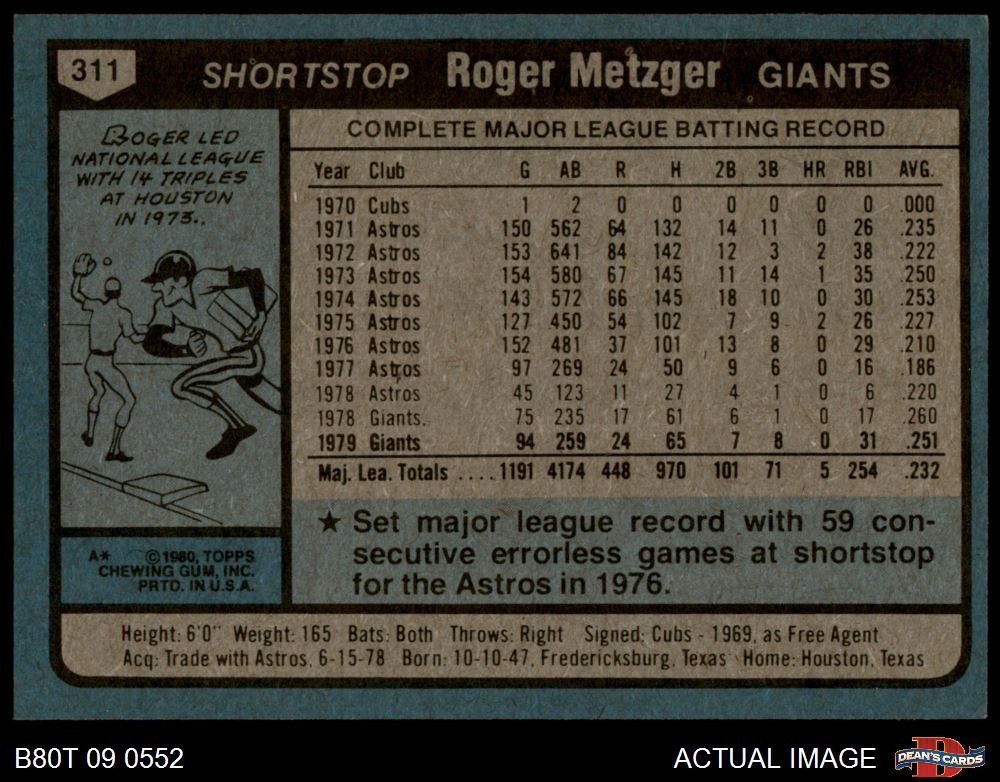 311 SHORTSTOP Roger Metzger GIANTS
ROGER LED
NATIONAL LEAGUE
WITH 14 TRIPLES
AT HOUSTON
IN 1973..
COMPLETE MAJOR LEAGUE BATTING RECORD
Year Club G AB R H 2B 3B HR RBI AVG.
1970 Cubs 1 2 0 0 0 0 0 0 .000
1971 Astros 150 562 64 132 14 11 0 26 .235
1972 Astros 153 641 84 142 12 3 2 38 .222
1973 Astros 154 580 67 145 11 14 1 35 .250
1974 Astros 143 572 66 145 18 10 0 30 .253
1975 Astros 127 450 54 102 7 9 2 26 .227
1976 Astros 152 481 37 101 13 8 0 29 .210
1977 Astros 97 269 24 50 9 6 0 16 .186
1978 Astros 45 123 11 27 4 1 0 6 .220
1978 Giants. 75 235 17 61 6 1 0 17 .260
1979 Giants 94 259 24 65 7 8 0 31 .251
Maj. Lea. Totals ....1191 4174 448 970 101 71 5 254 .232
★ Set major league record with 59 con-
secutive errorless games at shortstop
for the Astros in 1976.
A* ©1980, TOPPS
CHEWING GUM, INC.
PRTD. IN U.S.A.
Height: 6'0" Weight: 165 Bats: Both Throws: Right Signed: Cubs - 1969, as Free Agent
Acq: Trade with Astros, 6-15-78 Born: 10-10-47, Fredericksburg, Texas Home: Houston, Texas
B80T 09 0552
ACTUAL IMAGE
D
DEAN'S CARDS